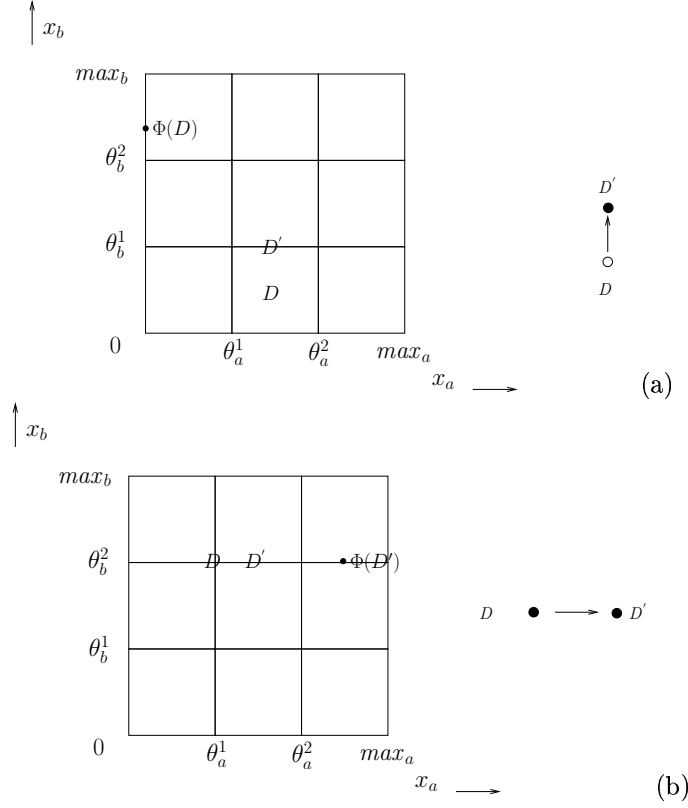 x_b
max_b
Φ(D)
θ_b^2
D'
θ_b^1
D'
D
D
0
θ_a^1
θ_a^2
max_a
x_a
(a)
x_b
max_b
θ_b^2
D
D'
Φ(D')
D
D'
θ_b^1
0
θ_a^1
θ_a^2
max_a
x_a
(b)